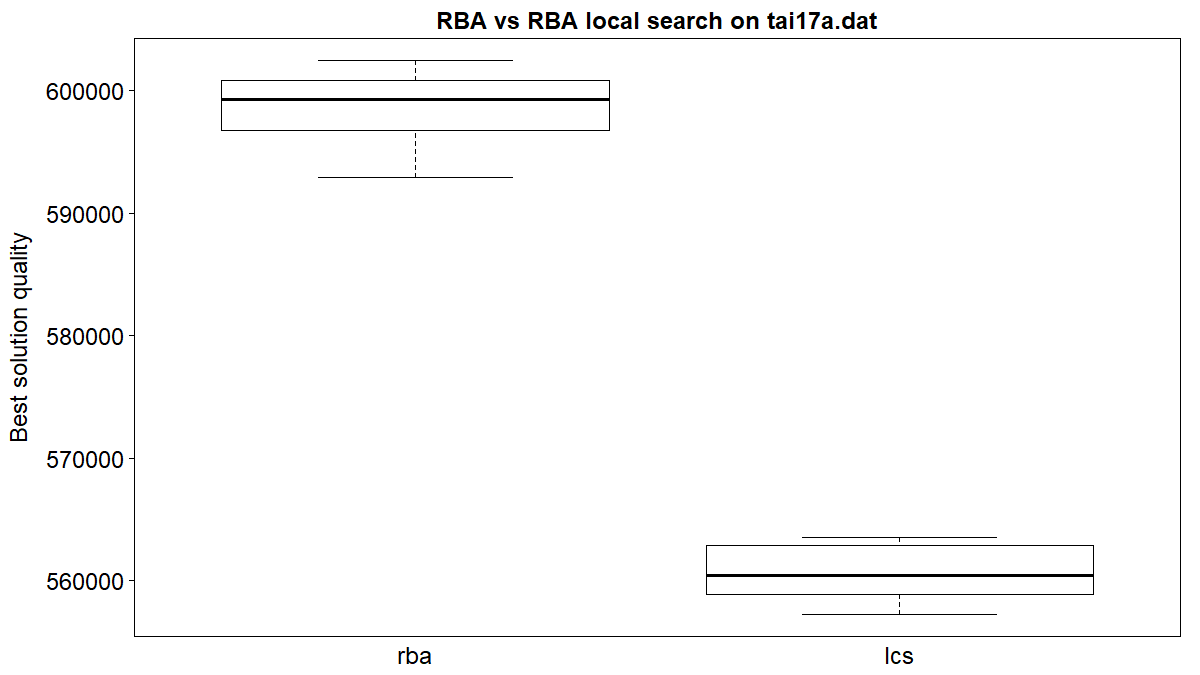 RBA vs RBA local search on tai17a.dat
Best solution quality
600000
590000
580000
570000
560000
rba
lcs